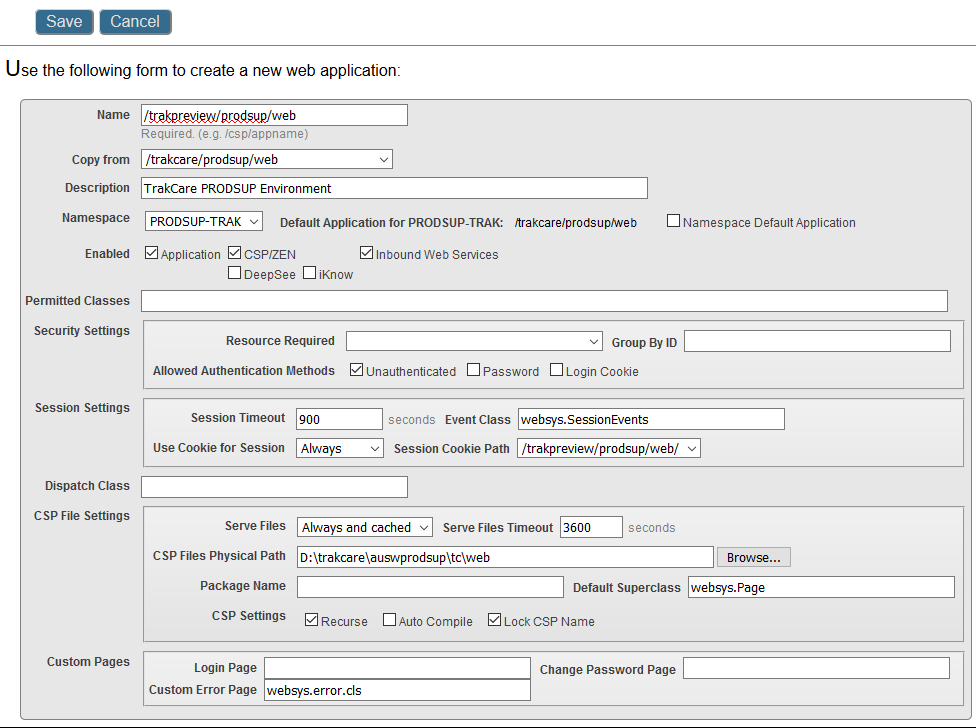 Save Cancel
Use the following form to create a new web application:
Name /trakpreview/prodsup/web
Required. (e.g. /csp/appname)
Copy from /trakcare/prodsup/web
Description TrakCare PRODSUP Environment
Namespace PRODSUP-TRAK Default Application for PRODSUP-TRAK: /trakcare/prodsup/web Namespace Default Application
Enabled Application CSP/ZEN Inbound Web Services
DeepSee iKnow
Permitted Classes
Security Settings
Resource Required Group By ID
Allowed Authentication Methods Unauthenticated Password Login Cookie
Session Settings
Session Timeout 900 seconds Event Class websys.SessionEvents
Use Cookie for Session Always Session Cookie Path /trakpreview/prodsup/web/
Dispatch Class
CSP File Settings
Serve Files Always and cached Serve Files Timeout 3600 seconds
CSP Files Physical Path D:\trakcare\auswprodsup\tc\web Browse...
Package Name Default Superclass websys.Page
CSP Settings Recurse Auto Compile Lock CSP Name
Custom Pages
Login Page Change Password Page
Custom Error Page websys.error.cls